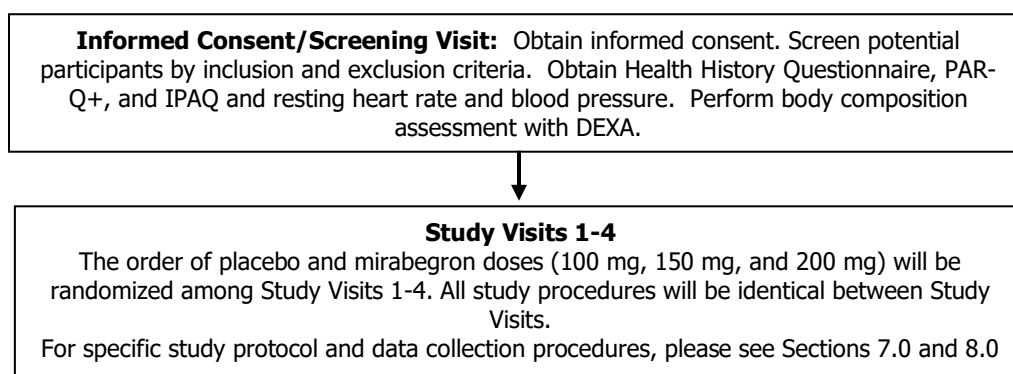 Informed Consent/Screening Visit: Obtain informed consent. Screen potential
participants by inclusion and exclusion criteria. Obtain Health History Questionnaire, PAR-
Q+, and IPAQ and resting heart rate and blood pressure. Perform body composition
assessment with DEXA.
Study Visits 1-4
The order of placebo and mirabegron doses (100 mg, 150 mg, and 200 mg) will be
randomized among Study Visits 1-4. All study procedures will be identical between Study
Visits.
For specific study protocol and data collection procedures, please see Sections 7.0 and 8.0